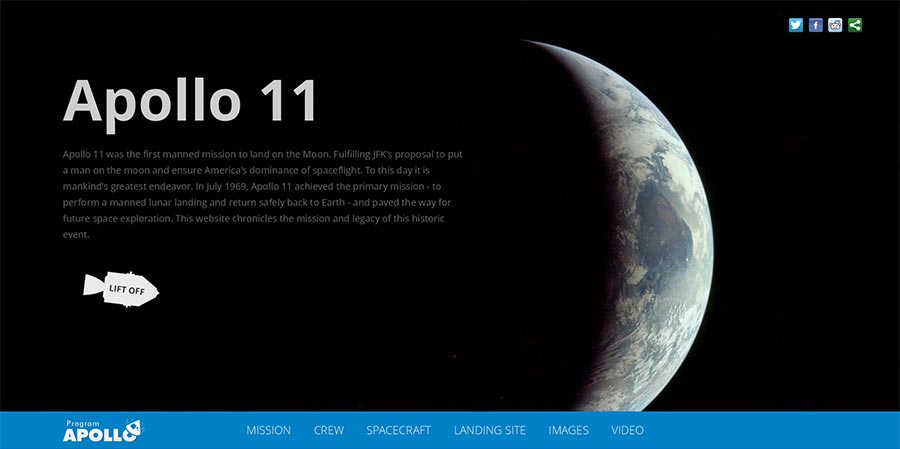 Apollo 11
Apollo 11 was the first manned mission to land on the Moon. Fulfilling JFK's proposal to put
a man on the moon and ensure America's dominance of spaceflight. To this day it is
mankind's greatest endeavor. In July 1969, Apollo 11 achieved the primary mission - to
perform a manned lunar landing and return safely back to Earth - and paved the way for
future space exploration. This website chronicles the mission and legacy of this historic
event.
LIFT OFF
Program
APOLLO
MISSION CREW SPACECRAFT LANDING SITE IMAGES VIDEO